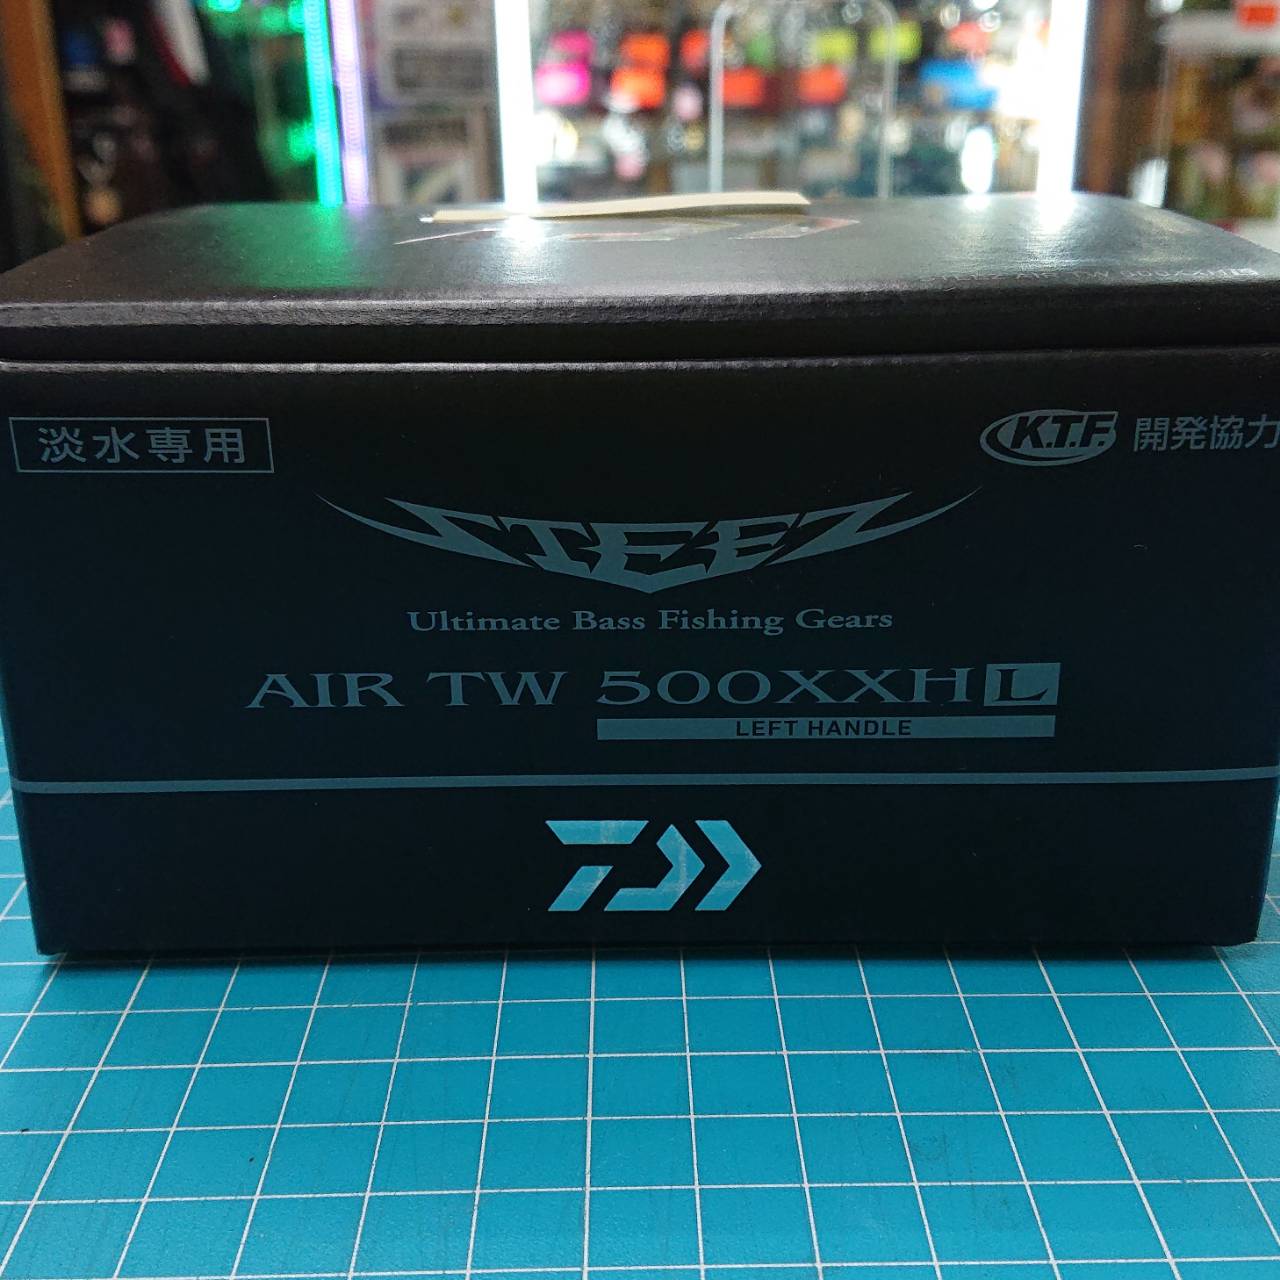 淡水専用
K.T.F. 開発協力
STEEZ
Ultimate Bass Fishing Gears
AIR TW 500XXHL
LEFT HANDLE